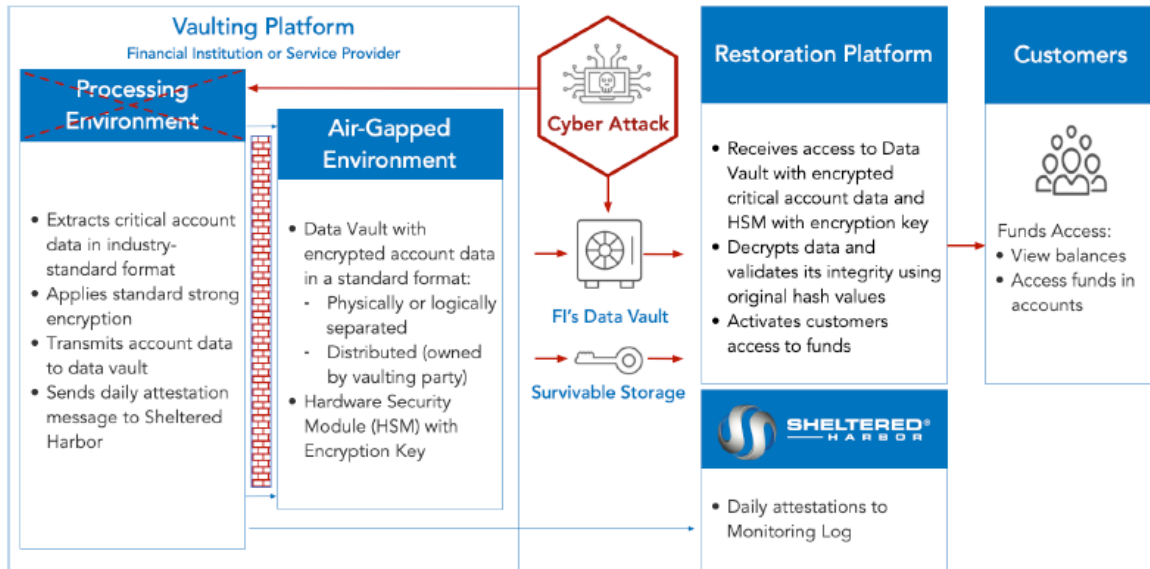 Vaulting Platform
Financial Institution or Service Provider
Processing
Environment
• Extracts critical account
data in industry-
standard format
• Applies standard strong
encryption
• Transmits account data
to data vault
• Sends daily attestation
message to Sheltered
Harbor
Air-Gapped
Environment
• Data Vault with
encrypted account data
in a standard format:
- Physically or logically
separated
- Distributed (owned
by vaulting party)
• Hardware Security
Module (HSM) with
Encryption Key
Cyber Attack
FI's Data Vault
Survivable Storage
Restoration Platform
• Receives access to Data
Vault with encrypted
critical account data and
HSM with encryption key
• Decrypts data and
validates its integrity using
original hash values
• Activates customers
access to funds
SHELTERED®
HARBOR
• Daily attestations to
Monitoring Log
Customers
Funds Access:
• View balances
• Access funds in
accounts